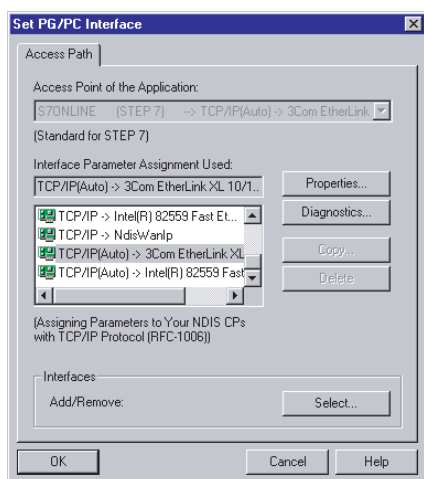 Set PG/PC Interface
Access Path
Access Point of the Application:
S7ONLINE (STEP 7) --> TCP/IP(Auto) -> 3Com EtherLink
(Standard for STEP 7)
Interface Parameter Assignment Used:
TCP/IP(Auto) -> 3Com EtherLink XL 10/1..
Properties...
TCP/IP -> Intel(R) 82559 Fast Et...
Diagnostics...
TCP/IP -> NdisWanIp
TCP/IP(Auto) -> 3Com EtherLink XL
Copy...
TCP/IP(Auto) -> Intel(R) 82559 Fast
Delete
(Assigning Parameters to Your NDIS CPs
with TCP/IP Protocol (RFC-1006))
Interfaces
Add/Remove:
Select...
OK
Cancel
Help